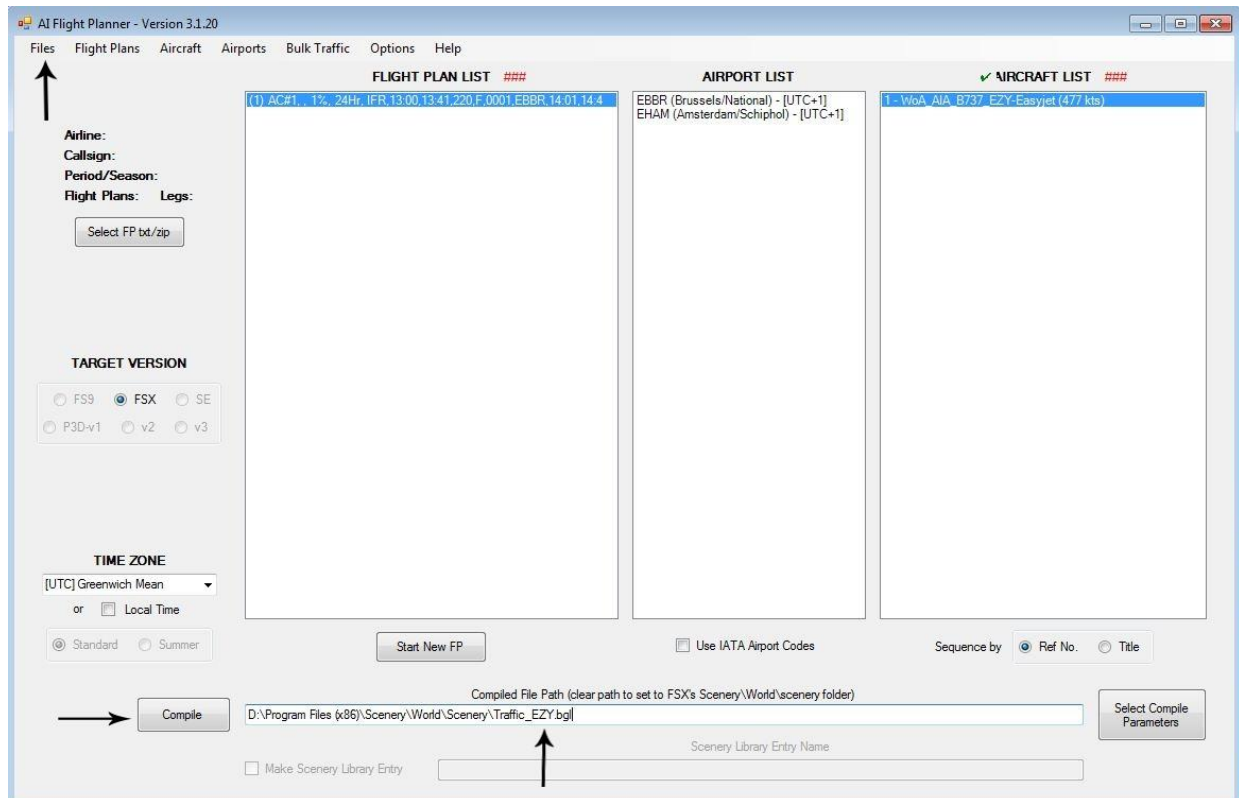 AI Flight Planner - Version 3.1.20
Files Flight Plans Aircraft Airports Bulk Traffic Options Help
FLIGHT PLAN LIST ###
AIRPORT LIST
AIRCRAFT LIST ###
(1) AC#1, , 1%, 24Hr, IFR,13:00,13:41,220,F,0001,EBBR,14:01,14:4
EBBR (Brussels/National) - [UTC+1]
EHAM (Amsterdam/Schiphol) - [UTC+1]
1 - WoA_AIA_B737_EZY-Easyjet (477 kts)
Airline:
Callsign:
Period/Season:
Flight Plans: Legs:
Select FP txt/zip
TARGET VERSION
FS9 FSX SE
P3D-v1 v2 v3
TIME ZONE
[UTC] Greenwich Mean
or Local Time
Standard Summer
Start New FP
Use IATA Airport Codes
Sequence by Ref No. Title
Compiled File Path (clear path to set to FSX's Scenery\World\scenery folder)
Compile
D:\Program Files (x86)\Scenery\World\Scenery\Traffic_EZY.bgl
Select Compile
Parameters
Scenery Library Entry Name
Make Scenery Library Entry